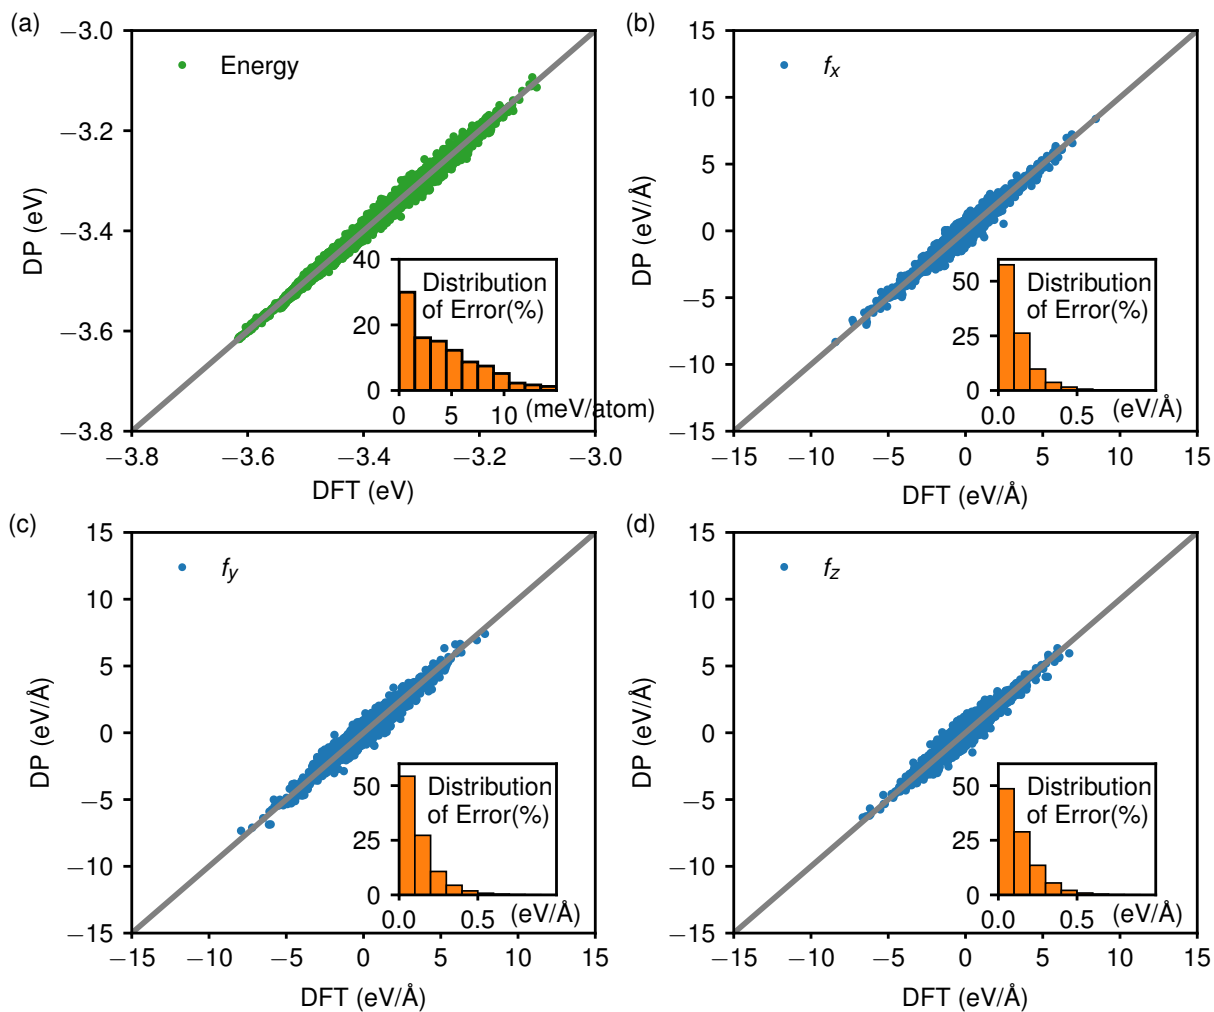 (a)
−3.0
−3.2
−3.4
−3.6
−3.8
DP (eV)
Energy
40
20
0
Distribution
of Error(%)
0 5 10 (meV/atom)
−3.8 −3.6 −3.4 −3.2 −3.0
DFT (eV)
(b)
15
10
5
0
−5
−10
−15
DP (eV/Å)
fx
50
25
0
Distribution
of Error(%)
0.0 0.5 (eV/Å)
−15 −10 −5 0 5 10 15
DFT (eV/Å)
(c)
15
10
5
0
−5
−10
−15
DP (eV/Å)
fy
50
25
0
Distribution
of Error(%)
0.0 0.5 (eV/Å)
−15 −10 −5 0 5 10 15
DFT (eV/Å)
(d)
15
10
5
0
−5
−10
−15
DP (eV/Å)
fz
50
25
0
Distribution
of Error(%)
0.0 0.5 (eV/Å)
−15 −10 −5 0 5 10 15
DFT (eV/Å)